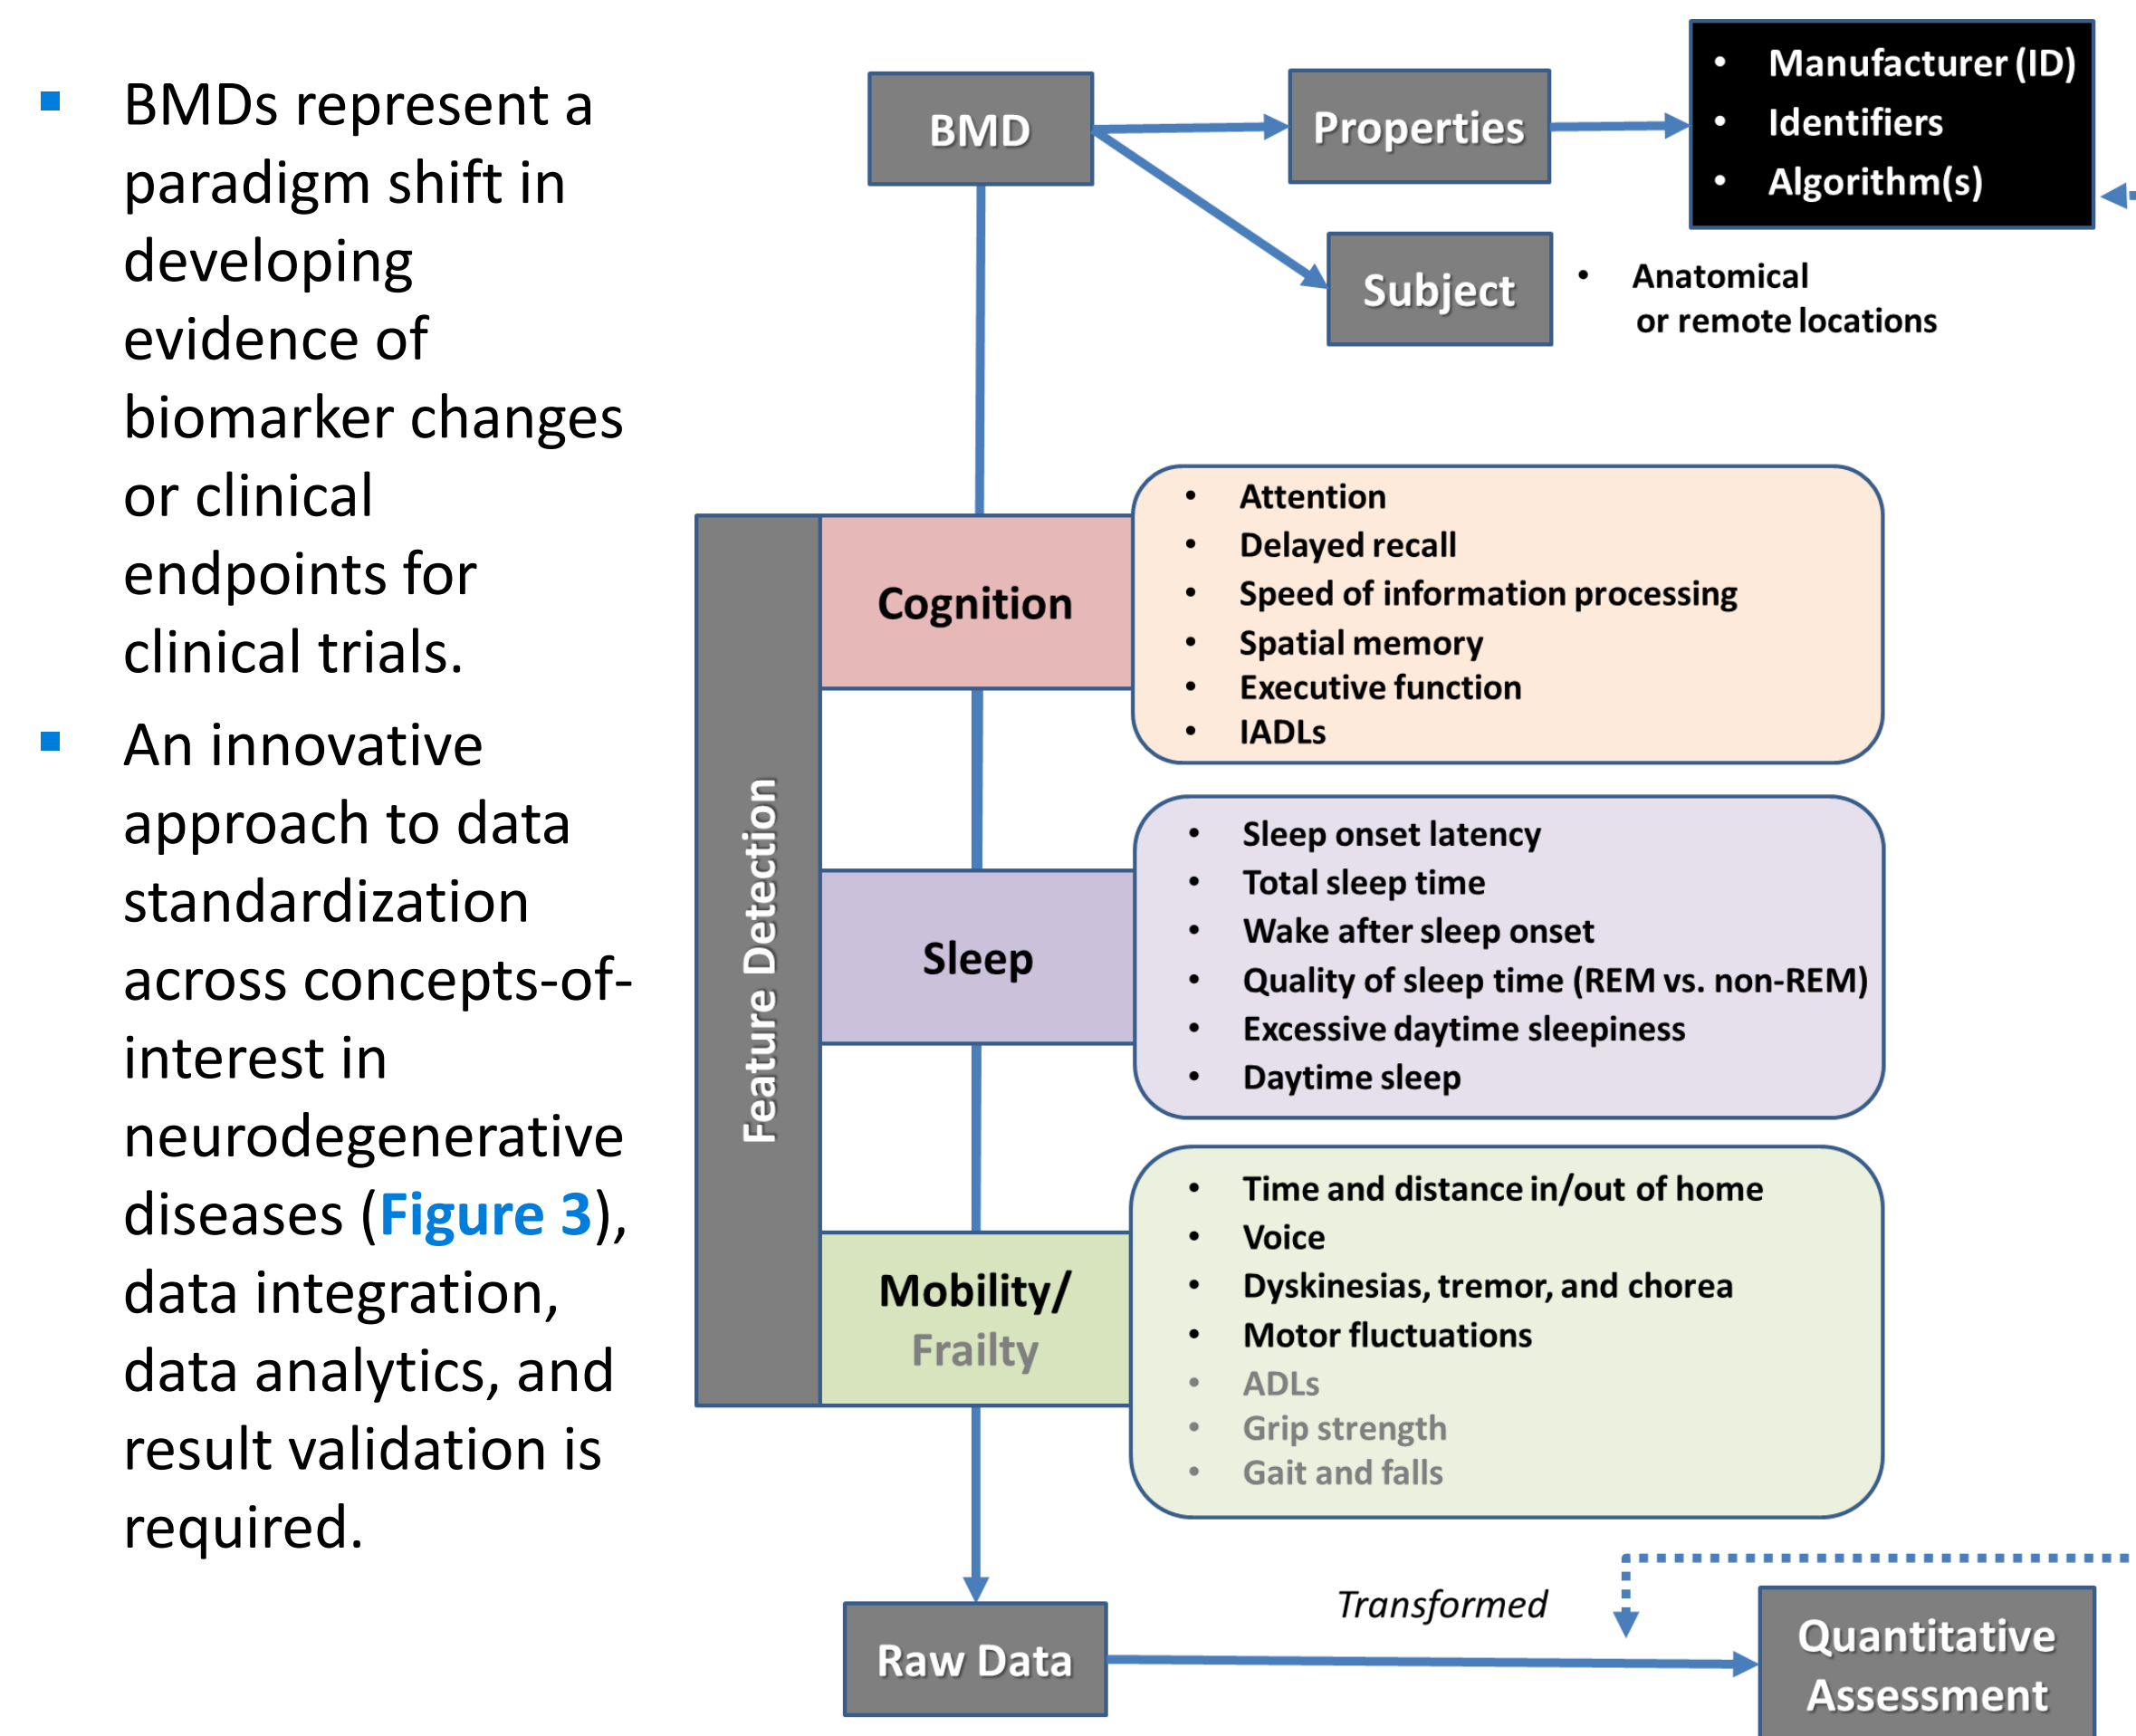 ▪ BMDs represent a
paradigm shift in
developing
evidence of
biomarker changes
or clinical
endpoints for
clinical trials.
▪ An innovative
approach to data
standardization
across concepts-of-
interest in
neurodegenerative
diseases (Figure 3),
data integration,
data analytics, and
result validation is
required.
BMD
Properties
• Manufacturer (ID)
• Identifiers
• Algorithm(s)
Subject
• Anatomical
or remote locations
Feature Detection
Cognition
• Attention
• Delayed recall
• Speed of information processing
• Spatial memory
• Executive function
• IADLs
Sleep
• Sleep onset latency
• Total sleep time
• Wake after sleep onset
• Quality of sleep time (REM vs. non-REM)
• Excessive daytime sleepiness
• Daytime sleep
Mobility/
Frailty
• Time and distance in/out of home
• Voice
• Dyskinesias, tremor, and chorea
• Motor fluctuations
• ADLs
• Grip strength
• Gait and falls
Raw Data
Transformed
Quantitative
Assessment